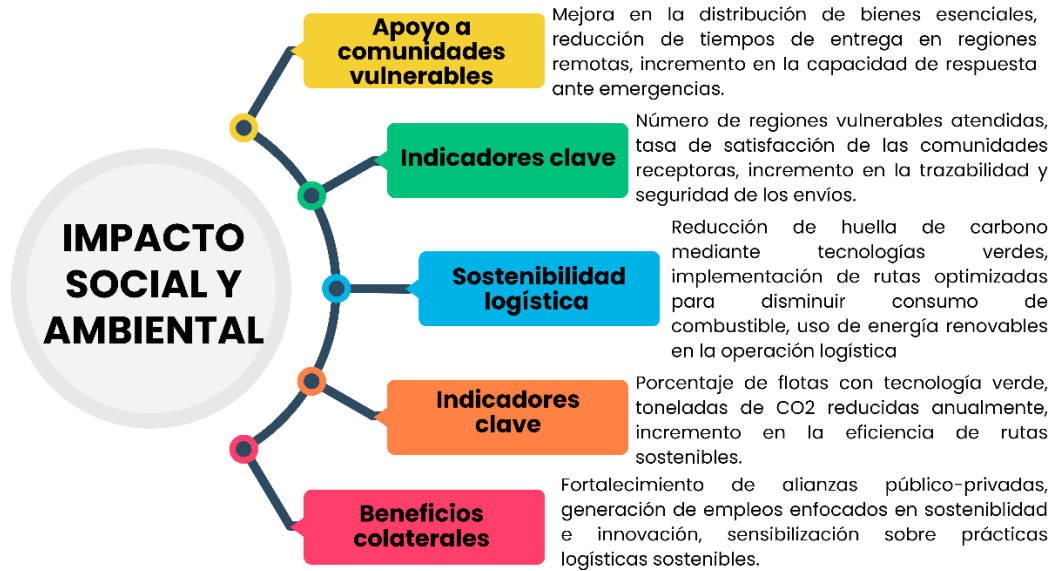 IMPACTO
SOCIAL Y
AMBIENTAL
Apoyo a
comunidades
vulnerables
Mejora en la distribución de bienes esenciales,
reducción de tiempos de entrega en regiones
remotas, incremento en la capacidad de respuesta
ante emergencias.
Indicadores clave
Número de regiones vulnerables atendidas,
tasa de satisfacción de las comunidades
receptoras, incremento en la trazabilidad y
seguridad de los envíos.
Sostenibilidad
logística
Reducción de huella de carbono
mediante tecnologías verdes,
implementación de rutas optimizadas
para disminuir consumo de
combustible, uso de energía renovables
en la operación logística
Indicadores
clave
Porcentaje de flotas con tecnología verde,
toneladas de CO2 reducidas anualmente,
incremento en la eficiencia de rutas
sostenibles.
Beneficios
colaterales
Fortalecimiento de alianzas público-privadas,
generación de empleos enfocados en sosteniblidad
e innovación, sensibilización sobre prácticas
logísticas sostenibles.